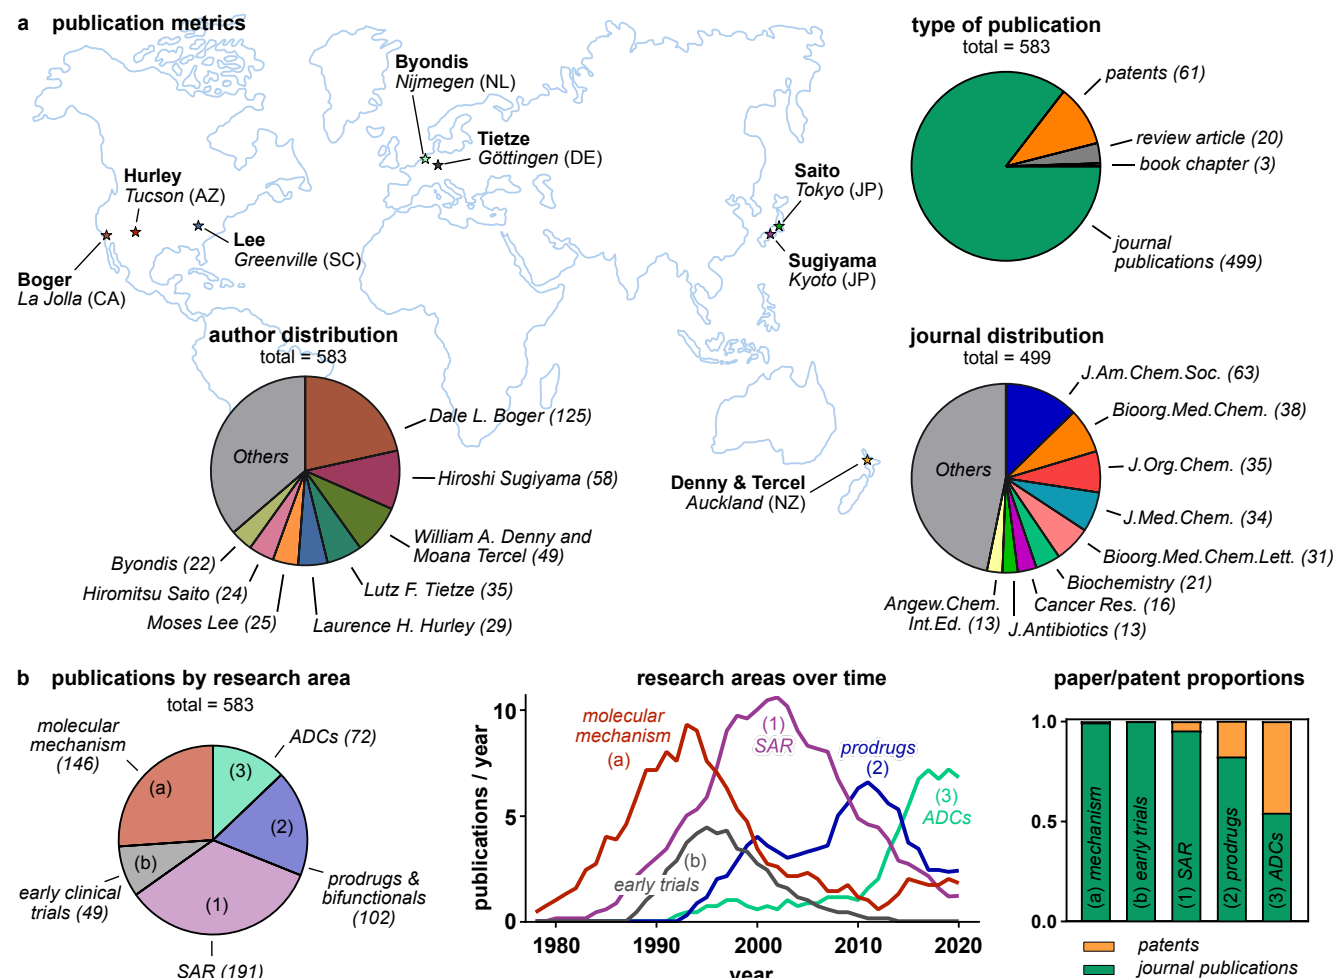 a publication metrics
Byondis
Nijmegen (NL)
Tietze
Göttingen (DE)
Hurley
Tucson (AZ)
Lee
Greenville (SC)
Boger
La Jolla (CA)
Saito
Tokyo (JP)
Sugiyama
Kyoto (JP)
Denny & Tercel
Auckland (NZ)
type of publication
total = 583
patents (61)
review article (20)
book chapter (3)
journal
publications (499)
author distribution
total = 583
Others
Dale L. Boger (125)
Hiroshi Sugiyama (58)
William A. Denny and
Moana Tercel (49)
Lutz F. Tietze (35)
Laurence H. Hurley (29)
Moses Lee (25)
Hiromitsu Saito (24)
Byondis (22)
journal distribution
total = 499
Others
J.Am.Chem.Soc. (63)
Bioorg.Med.Chem. (38)
J.Org.Chem. (35)
J.Med.Chem. (34)
Bioorg.Med.Chem.Lett. (31)
Biochemistry (21)
Cancer Res. (16)
J.Antibiotics (13)
Angew.Chem.
Int.Ed. (13)
b publications by research area
total = 583
molecular
mechanism
(146)
ADCs (72)
(a)
(3)
(2)
(b)
(1)
early clinical
trials (49)
prodrugs &
bifunctionals
(102)
SAR (191)
research areas over time
publications / year
10
5
0
molecular
mechanism
(a)
(1)
SAR
prodrugs
(2)
(3)
ADCs
(b)
early trials
1980
1990
2000
2010
2020
year
paper/patent proportions
1.0
0.5
0.0
(a) mechanism
(b) early trials
(1) SAR
(2) prodrugs
(3) ADCs
patents
journal publications